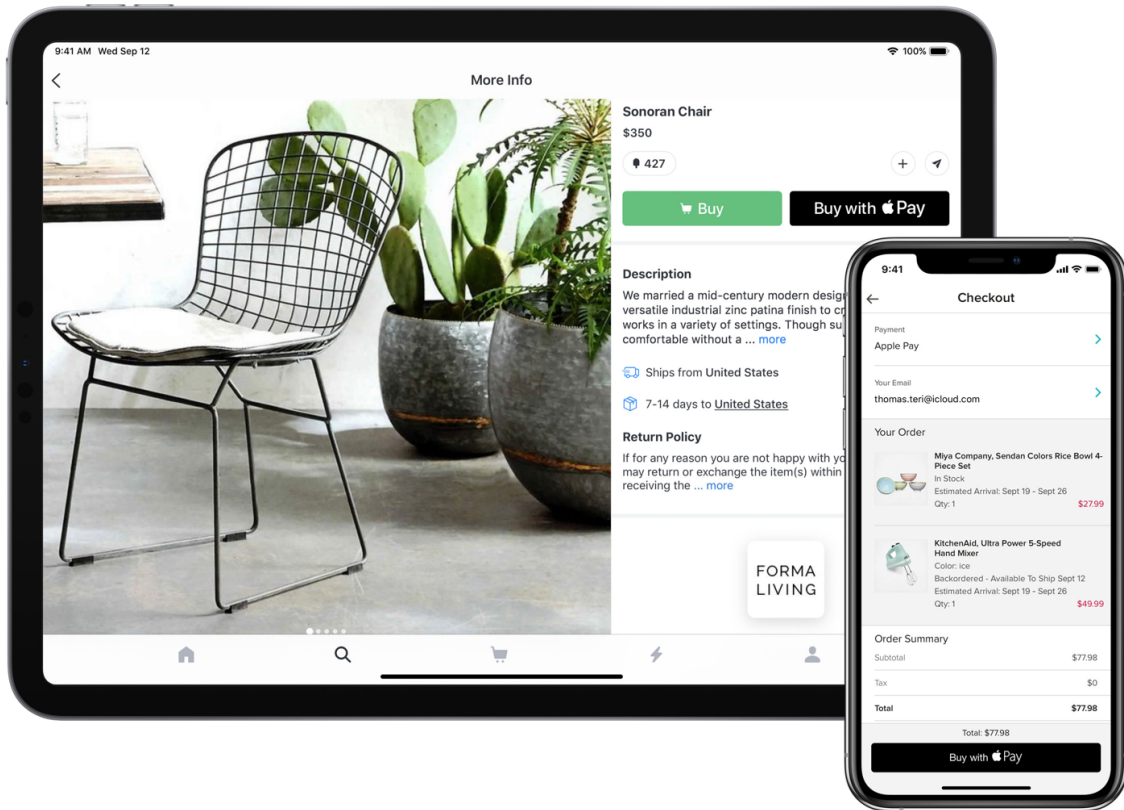 9:41 AM Wed Sep 12
100%
More Info
Sonoran Chair
$350
427
Buy
Buy with Pay
Description
We married a mid-century modern design
versatile industrial zinc patina finish to
works in a variety of settings. Though
comfortable without a ... more
Ships from United States
7-14 days to United States
Return Policy
If for any reason you are not happy with
may return or exchange the item(s) within
receiving the ... more
FORMA
LIVING
9:41
Checkout
Payment
Apple Pay
Your Email
thomas.teri@icloud.com
Your Order
Miya Company, Sendan Colors Rice Bowl 4-
Piece Set
In Stock
Estimated Arrival: Sept 19 - Sept 26
Qty: 1 $27.99
KitchenAid, Ultra Power 5-Speed
Hand Mixer
Color: ice
Backordered - Available To Ship Sept 12
Estimated Arrival: Sept 19 - Sept 26
Qty: 1 $49.99
Order Summary
Subtotal $77.98
Tax $0
Total $77.98
Total: $77.98
Buy with Pay